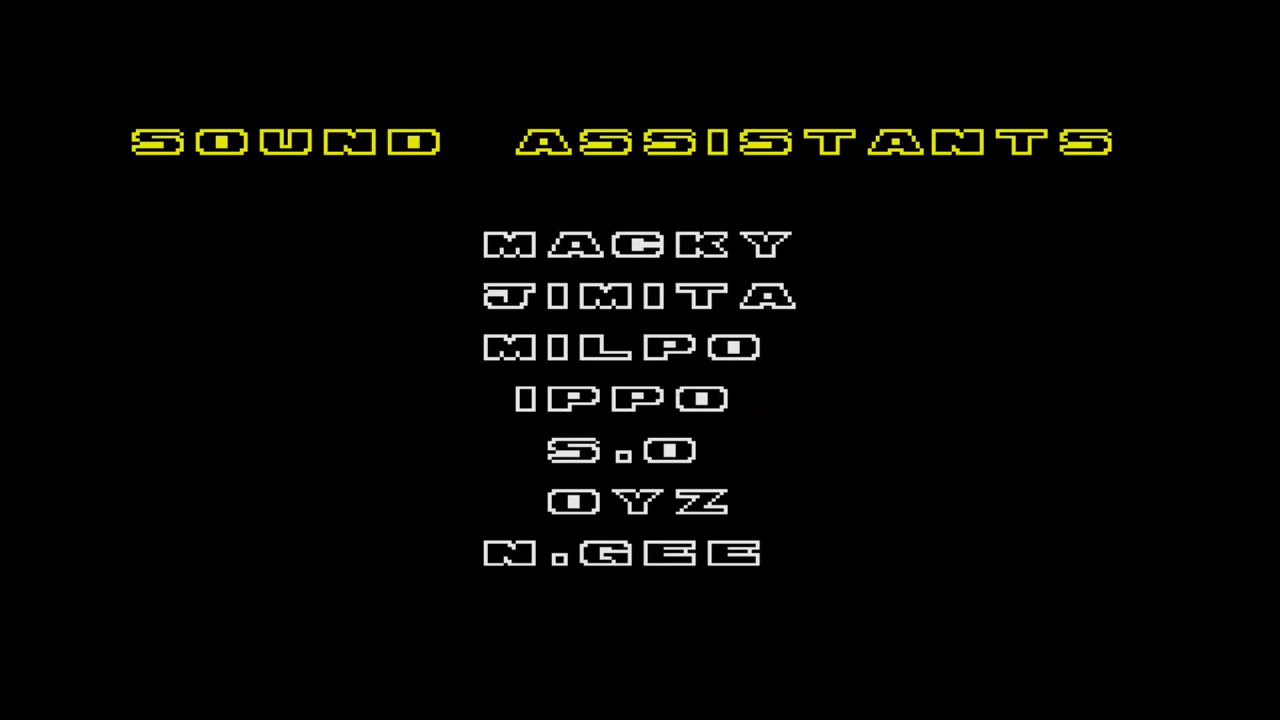 SOUND ASSISTANTS
MACKY
JIMITA
MILPO
IPPO
S.O
OYZ
N.GEE